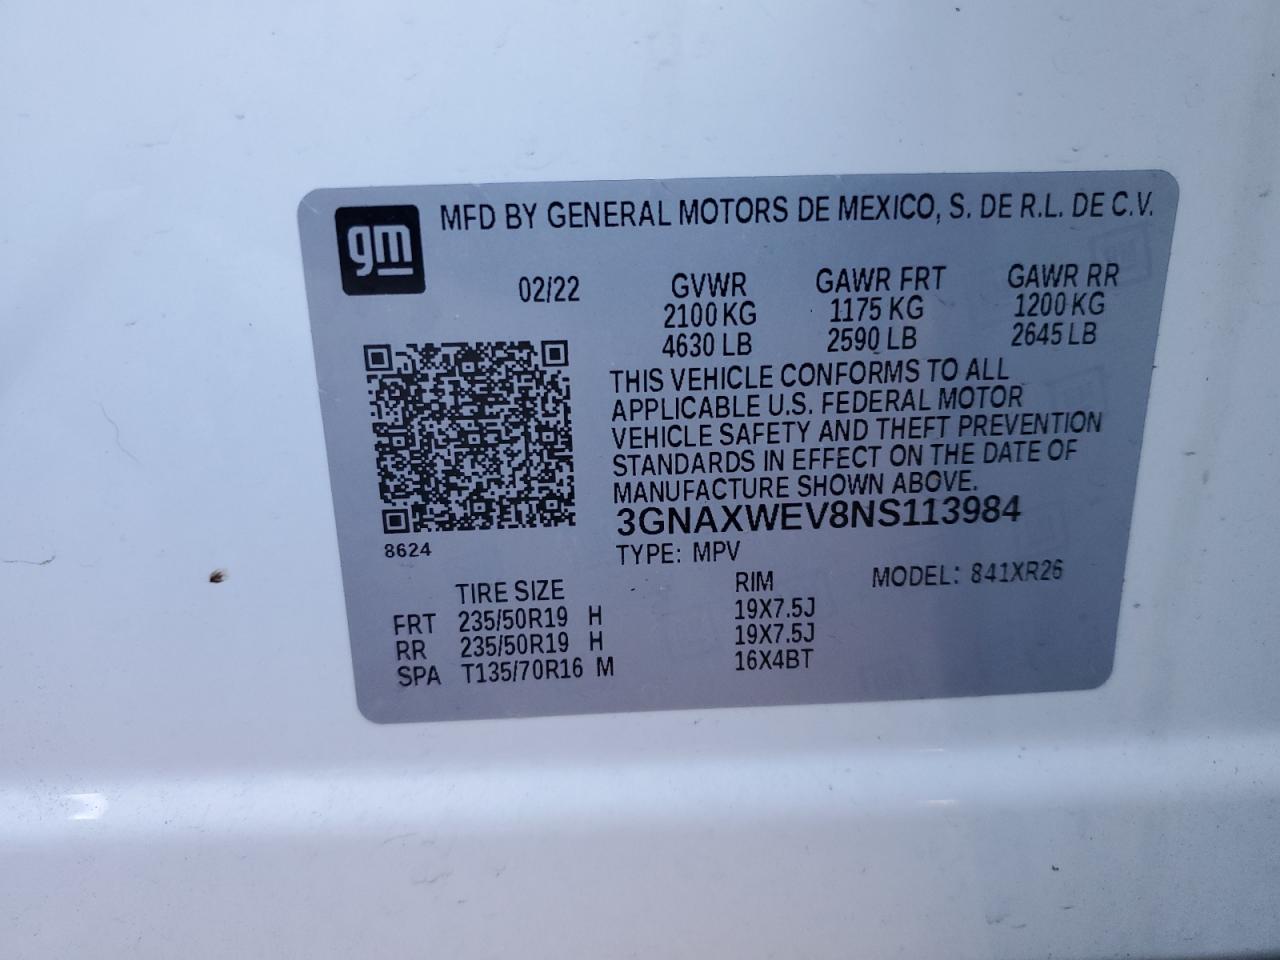 gm
MFD BY GENERAL MOTORS DE MEXICO, S. DE R.L. DE C.V.
02/22 GVWR GAWR FRT GAWR RR
2100 KG 1175 KG 1200 KG
4630 LB 2590 LB 2645 LB
THIS VEHICLE CONFORMS TO ALL
APPLICABLE U.S. FEDERAL MOTOR
VEHICLE SAFETY AND THEFT PREVENTION
STANDARDS IN EFFECT ON THE DATE OF
MANUFACTURE SHOWN ABOVE.
3GNAXWEV8NS113984
8624
TYPE: MPV
MODEL: 841XR26
TIRE SIZE RIM
FRT 235/50R19 H 19X7.5J
RR 235/50R19 H 19X7.5J
SPA T135/70R16 M 16X4BT